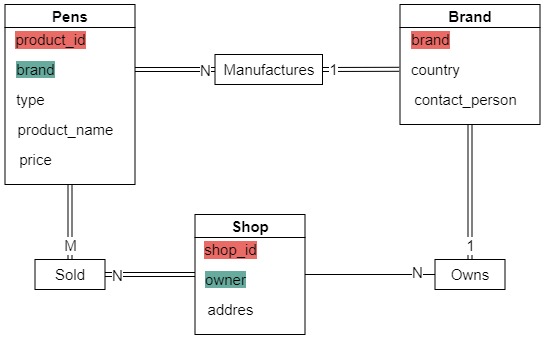 Pens
product_id
brand
type
product_name
price
N
Manufactures
1
Brand
brand
country
contact_person
M
Sold
N
Shop
shop_id
owner
addres
N
1
Owns